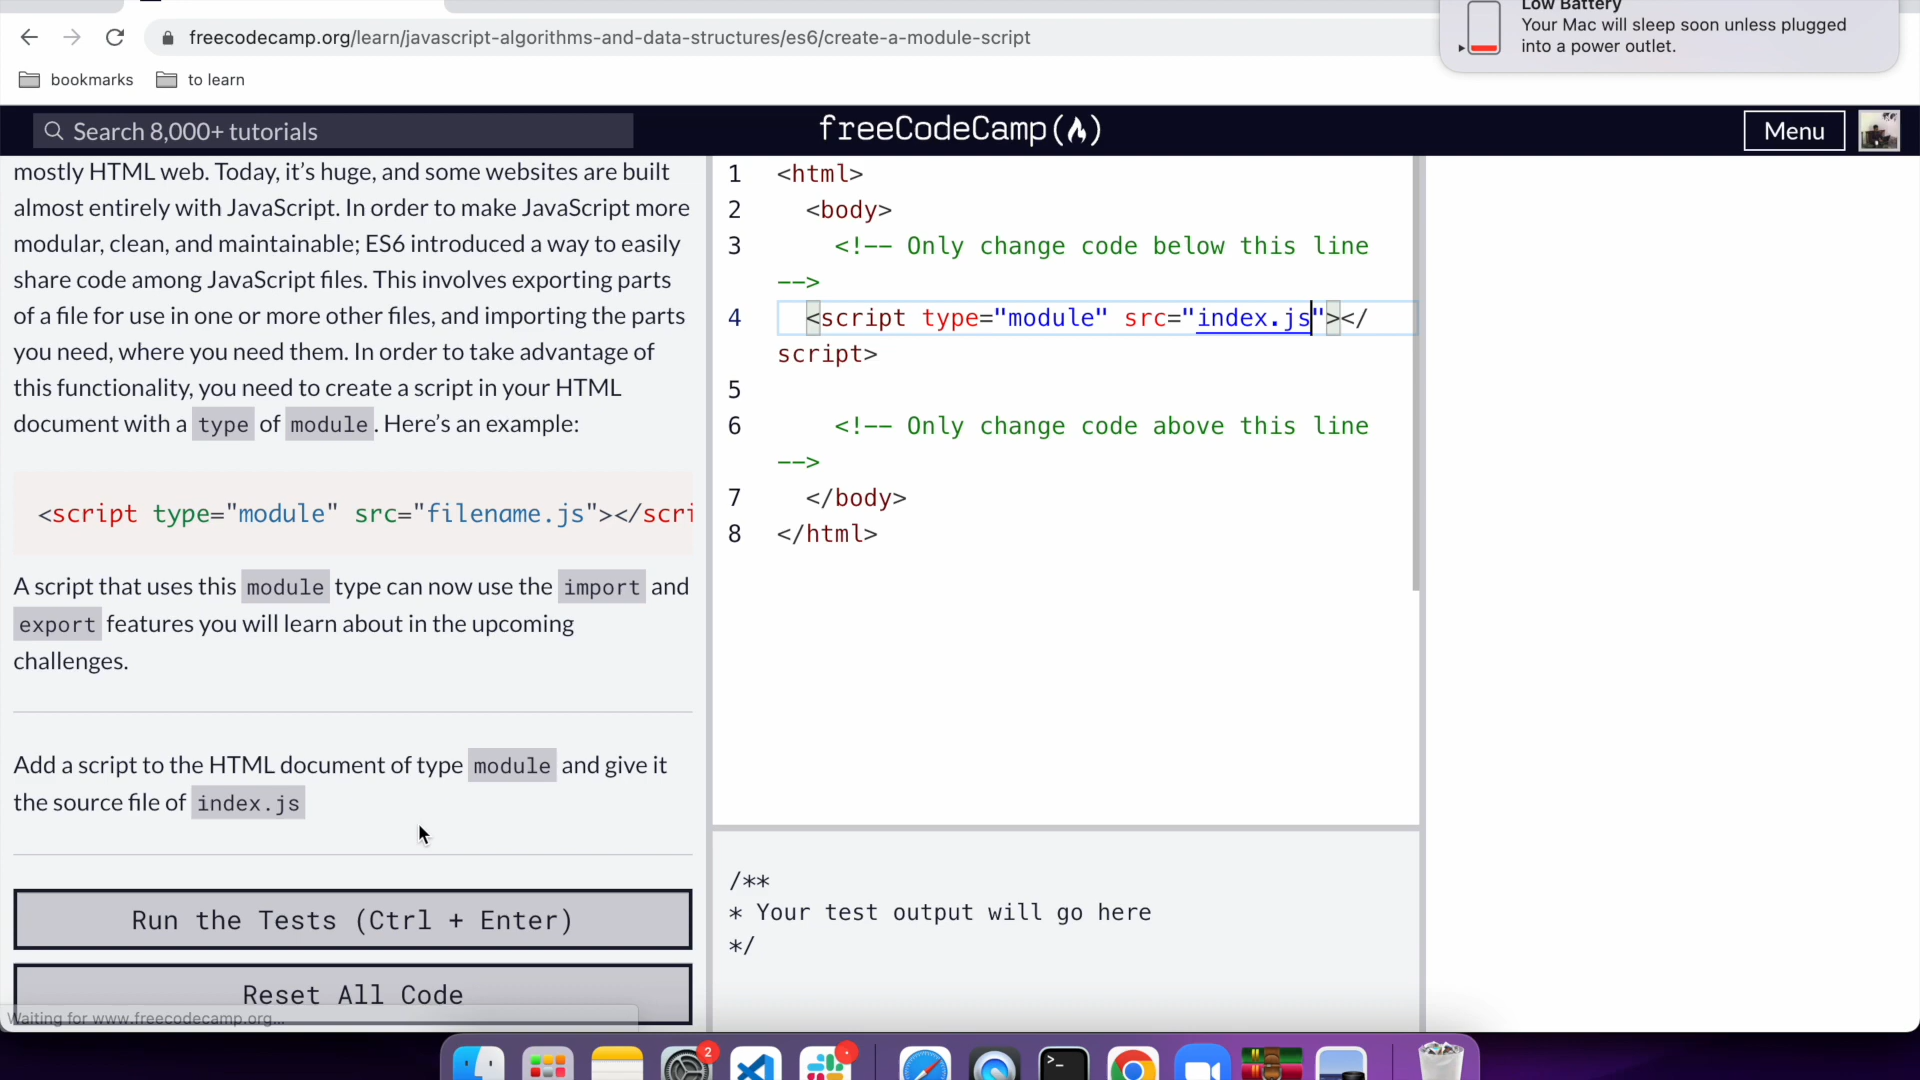 Low Battery
Your Mac will sleep soon unless plugged
into a power outlet.
freecodecamp.org/learn/javascript-algorithms-and-data-structures/es6/create-a-module-script
bookmarks to learn
Search 8,000+ tutorials
freeCodeCamp
Menu
mostly HTML web. Today, it's huge, and some websites are built
almost entirely with JavaScript. In order to make JavaScript more
modular, clean, and maintainable; ES6 introduced a way to easily
share code among JavaScript files. This involves exporting parts
of a file for use in one or more other files, and importing the parts
you need, where you need them. In order to take advantage of
this functionality, you need to create a script in your HTML
document with a type of module. Here's an example:
<script type="module" src="filename.js"></scri
A script that uses this module type can now use the import and
export features you will learn about in the upcoming
challenges.
Add a script to the HTML document of type module and give it
the source file of index.js
Run the Tests (Ctrl + Enter)
Reset All Code
Waiting for www.freecodecamp.org...
1 <html>
2 <body>
3 <!-- Only change code below this line
-->
4 <script type="module" src="index.js"></
script>
5
6 <!-- Only change code above this line
-->
7 </body>
8 </html>
/**
* Your test output will go here
*/
2